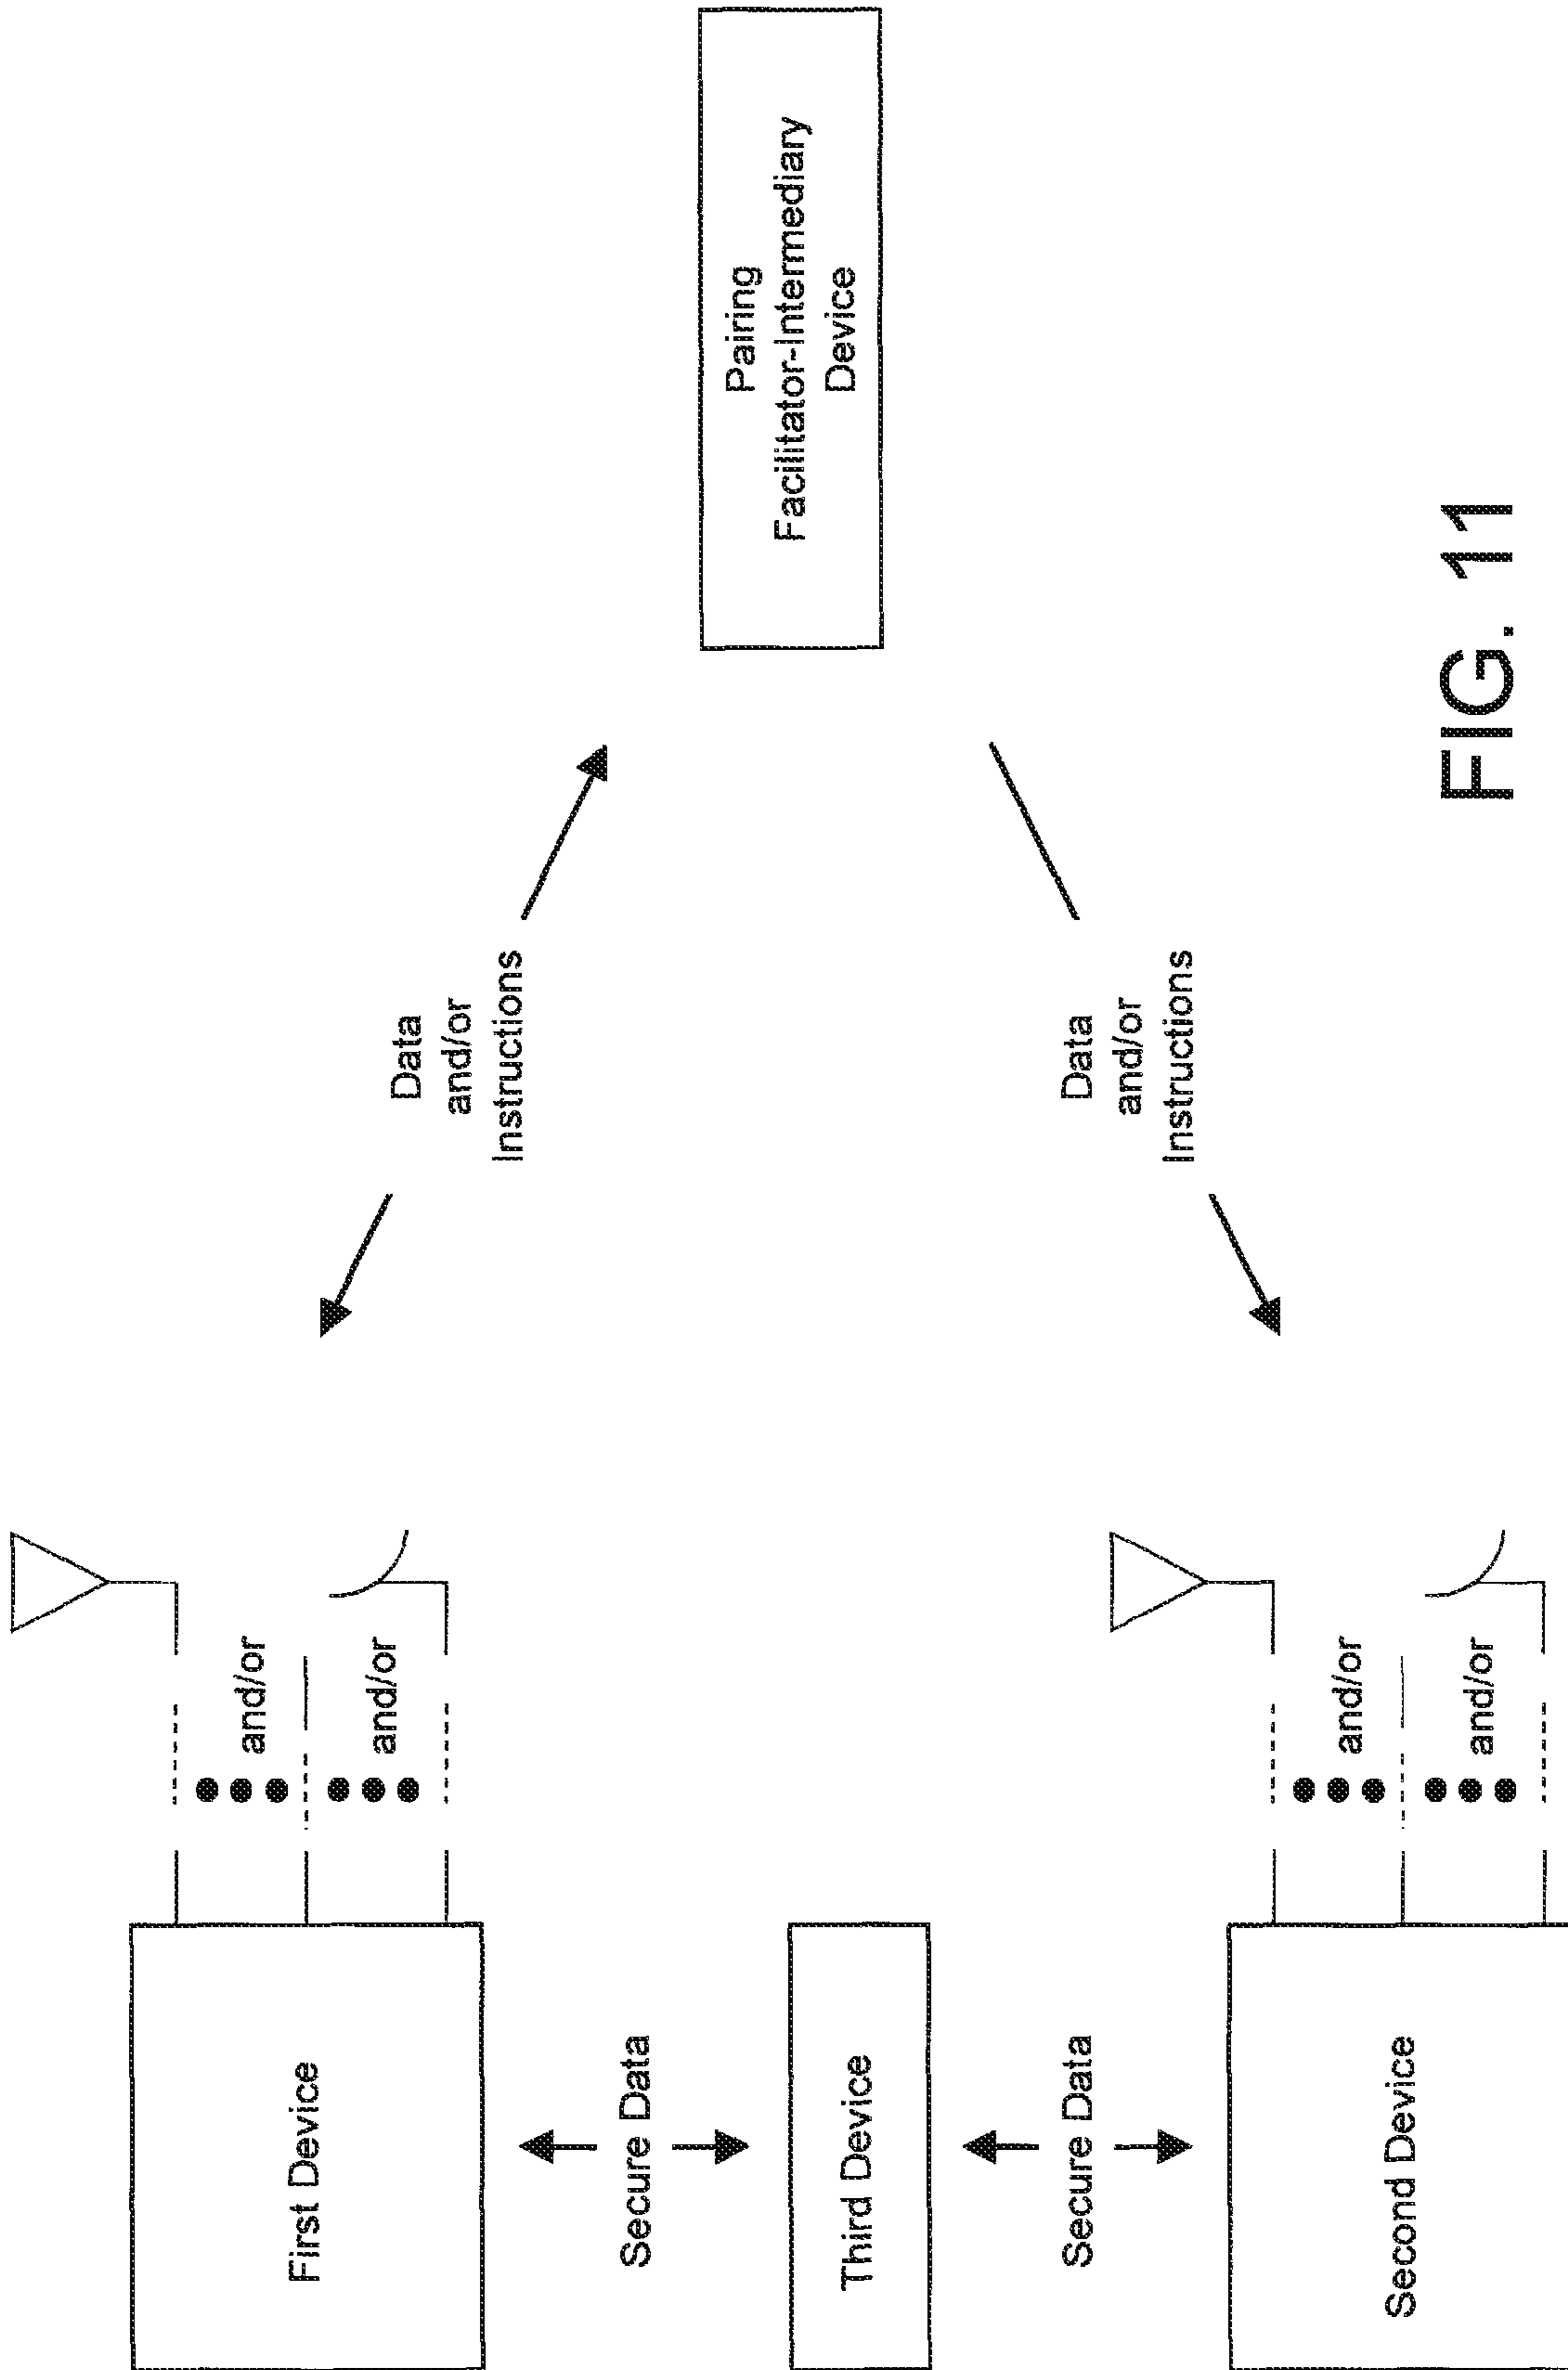 First Device
and/or
and/or
Data
and/or
Instructions
Secure Data
Third Device
Pairing
Facilitator-Intermediary
Device
Secure Data
Data
and/or
Instructions
Second Device
and/or
and/or
FIG. 11